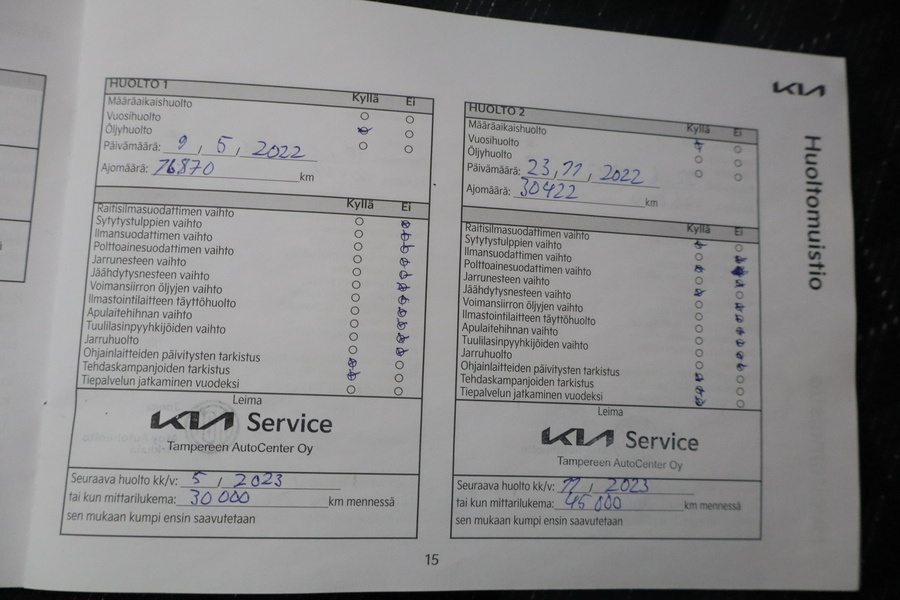 KIA
Huoltomuistio
HUOLTO 1
Kyllä Ei
Määräaikaishuolto
Vuosihuolto
Öljyhuolto
Päivämäärä: 9, 5, 2022
Ajomäärä: 16870 km
Kyllä Ei
Raitisilmasuodattimen vaihto
Sytytystulppien vaihto
Ilmansuodattimen vaihto
Polttoainesuodattimen vaihto
Jarrunesteen vaihto
Jäähdytysnesteen vaihto
Voimansiirron öljyjen vaihto
Ilmastointilaitteen täyttöhuolto
Apulaitehihnan vaihto
Tuulilasinpyyhkijöiden vaihto
Jarruhuolto
Ohjainlaitteiden päivitysten tarkistus
Tehdaskampanjoiden tarkistus
Tiepalvelun jatkaminen vuodeksi
Leima
KIA Service
Tampereen AutoCenter Oy
Seuraava huolto kk/v: 5, 2023
tai kun mittarilukema: 30 000 km mennessä
sen mukaan kumpi ensin saavutetaan
HUOLTO 2
Kyllä Ei
Määräaikaishuolto
Vuosihuolto
Öljyhuolto
Päivämäärä: 23, 11, 2022
Ajomäärä: 30422 km
Kyllä Ei
Raitisilmasuodattimen vaihto
Sytytystulppien vaihto
Ilmansuodattimen vaihto
Polttoainesuodattimen vaihto
Jarrunesteen vaihto
Jäähdytysnesteen vaihto
Voimansiirron öljyjen vaihto
Ilmastointilaitteen täyttöhuolto
Apulaitehihnan vaihto
Tuulilasinpyyhkijöiden vaihto
Jarruhuolto
Ohjainlaitteiden päivitysten tarkistus
Tehdaskampanjoiden tarkistus
Tiepalvelun jatkaminen vuodeksi
Leima
KIA Service
Tampereen AutoCenter Oy
Seuraava huolto kk/v: 11, 2023
tai kun mittarilukema: 45 000 km mennessä
sen mukaan kumpi ensin saavutetaan
15